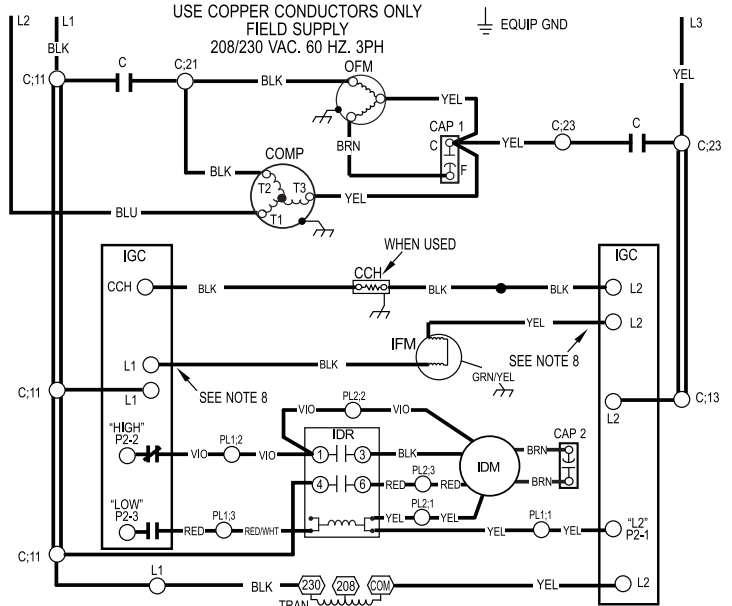 USE COPPER CONDUCTORS ONLY
FIELD SUPPLY
208/230 VAC. 60 HZ. 3PH
EQUIP GND
L2
L1
L3
BLK
YEL
C;11
C
C;21
BLK
OFM
YEL
CAP 1
C
F
YEL
C;23
C
C;23
BRN
BLK
COMP
T2
T3
T1
YEL
BLU
IGC
WHEN USED
IGC
CCH
BLK
CCH
BLK
BLK
L2
YEL
L2
IFM
SEE NOTE 8
L1
BLK
GRN/YEL
C;11
L1
SEE NOTE 8
L2
C;13
PL2;2
VIO
VIO
"HIGH"
P2-2
PL1;2
VIO
VIO
IDR
1
3
BLK
IDM
BRN
CAP 2
4
6
RED
PL2;3
RED
BRN
"LOW"
P2-3
RED
PL1;3
RED/WHT
YEL
PL2;1
YEL
YEL
PL1;1
YEL
"L2"
P2-1
C;11
L1
BLK
230
208
COM
YEL
L2
TRAN